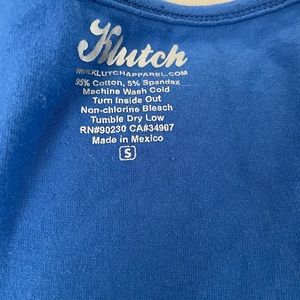 Klutch
WWW.KLUTCHAPPAREL.COM
95% Cotton, 5% Spandex
Machine Wash Cold
Turn Inside Out
Non-chlorine Bleach
Tumble Dry Low
RN#90230 CA#34907
Made in Mexico
S